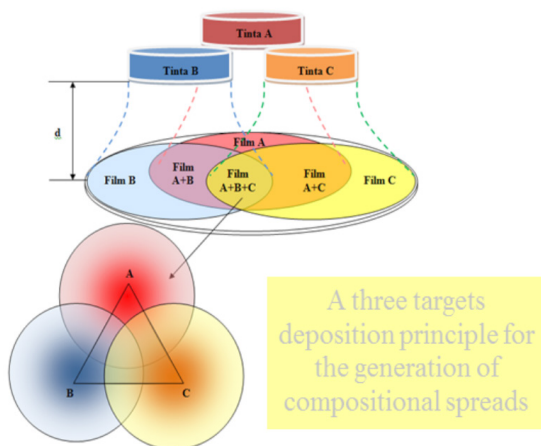 Tinta A
Tinta B
Tinta C
d
Film A
Film B
Film
A+B
Film
A+B+C
Film
A+C
Film C
A
B
C
A three targets
deposition principle for
the generation of
compositional spreads